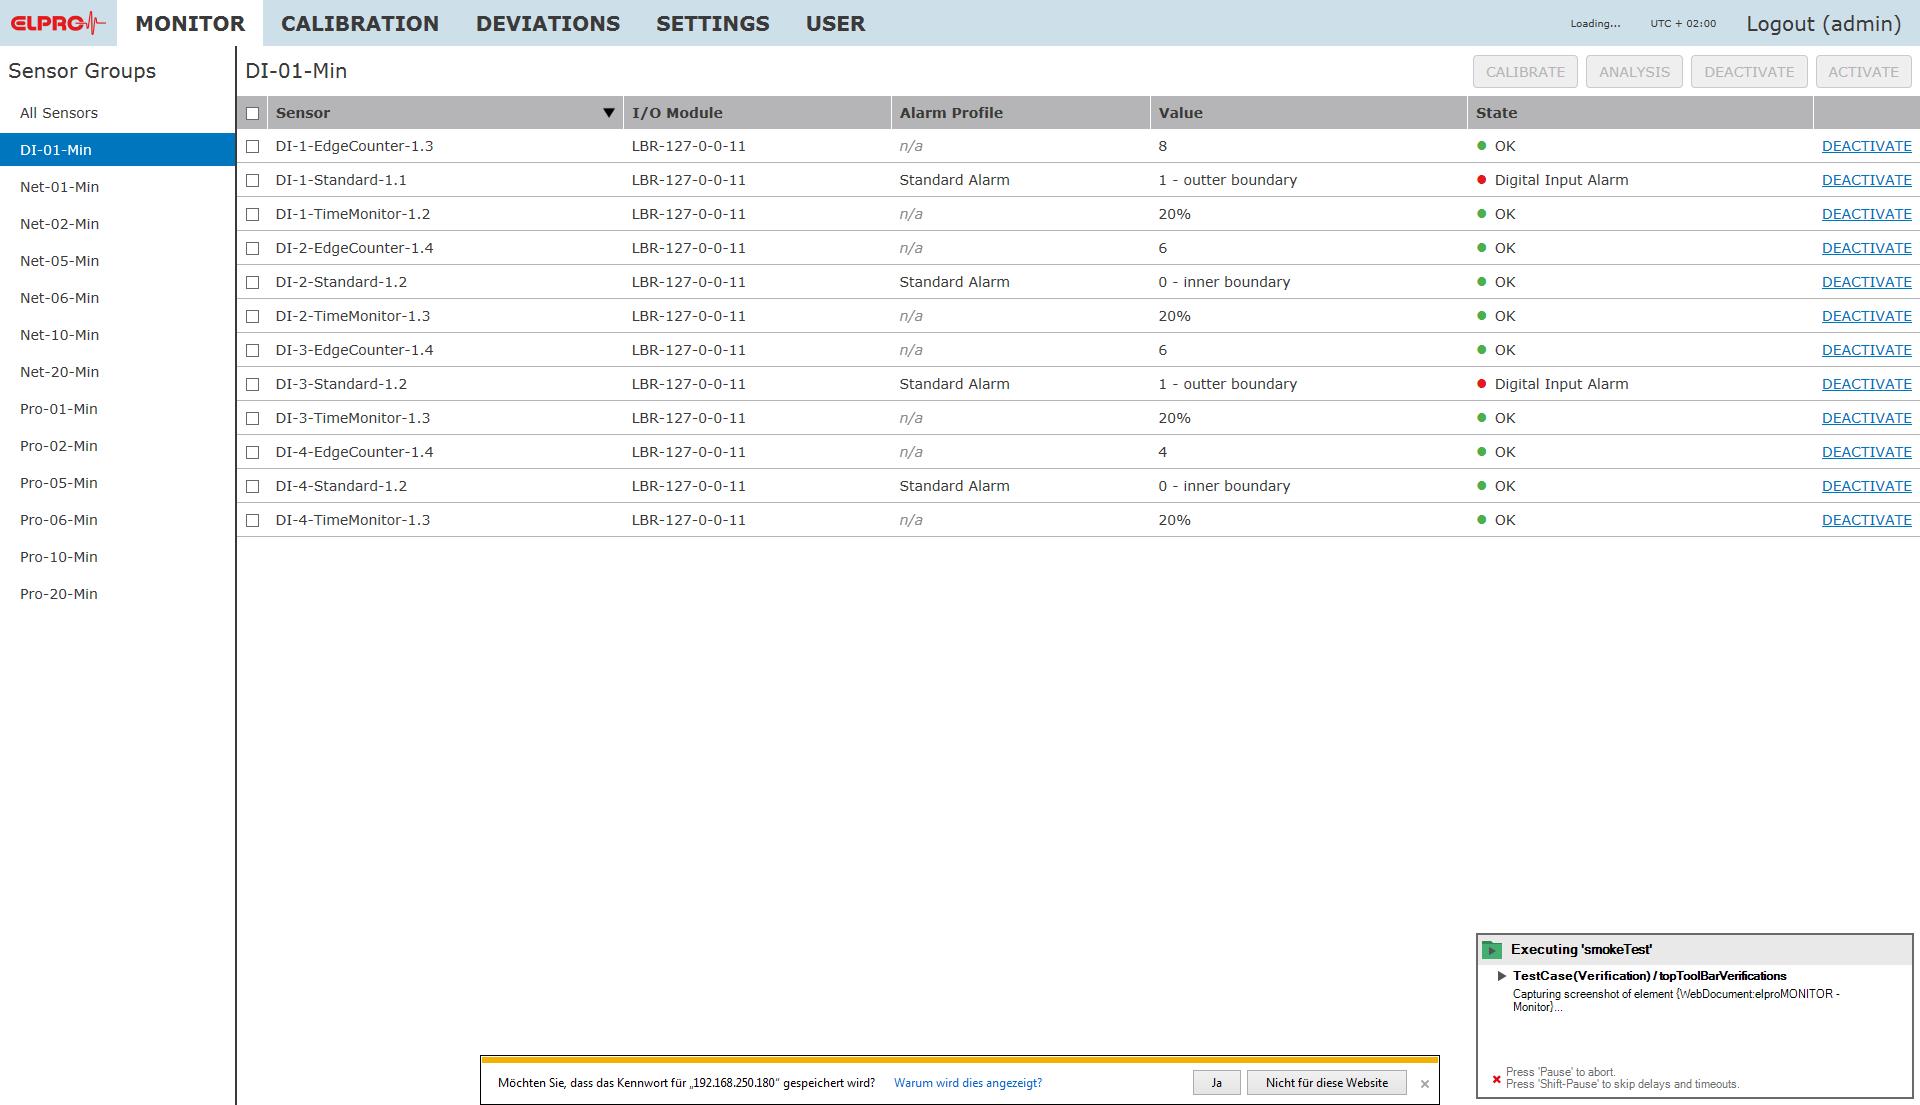 ELPRO MONITOR CALIBRATION DEVIATIONS SETTINGS USER Loading... UTC + 02:00 Logout (admin)
Sensor Groups
All Sensors
DI-01-Min
Net-01-Min
Net-02-Min
Net-05-Min
Net-06-Min
Net-10-Min
Net-20-Min
Pro-01-Min
Pro-02-Min
Pro-05-Min
Pro-06-Min
Pro-10-Min
Pro-20-Min
DI-01-Min CALIBRATE ANALYSIS DEACTIVATE ACTIVATE
Sensor I/O Module Alarm Profile Value State
DI-1-EdgeCounter-1.3 LBR-127-0-0-11 n/a 8 OK DEACTIVATE
DI-1-Standard-1.1 LBR-127-0-0-11 Standard Alarm 1 - outter boundary Digital Input Alarm DEACTIVATE
DI-1-TimeMonitor-1.2 LBR-127-0-0-11 n/a 20% OK DEACTIVATE
DI-2-EdgeCounter-1.4 LBR-127-0-0-11 n/a 6 OK DEACTIVATE
DI-2-Standard-1.2 LBR-127-0-0-11 Standard Alarm 0 - inner boundary OK DEACTIVATE
DI-2-TimeMonitor-1.3 LBR-127-0-0-11 n/a 20% OK DEACTIVATE
DI-3-EdgeCounter-1.4 LBR-127-0-0-11 n/a 6 OK DEACTIVATE
DI-3-Standard-1.2 LBR-127-0-0-11 Standard Alarm 1 - outter boundary Digital Input Alarm DEACTIVATE
DI-3-TimeMonitor-1.3 LBR-127-0-0-11 n/a 20% OK DEACTIVATE
DI-4-EdgeCounter-1.4 LBR-127-0-0-11 n/a 4 OK DEACTIVATE
DI-4-Standard-1.2 LBR-127-0-0-11 Standard Alarm 0 - inner boundary OK DEACTIVATE
DI-4-TimeMonitor-1.3 LBR-127-0-0-11 n/a 20% OK DEACTIVATE
Executing 'smokeTest'
TestCase(Verification) / topToolBarVerifications
Capturing screenshot of element {WebDocument:elproMONITOR -
Monitor}...
Press 'Pause' to abort.
Press 'Shift-Pause' to skip delays and timeouts.
Möchten Sie, dass das Kennwort für „192.168.250.180“ gespeichert wird? Warum wird dies angezeigt? Ja Nicht für diese Website